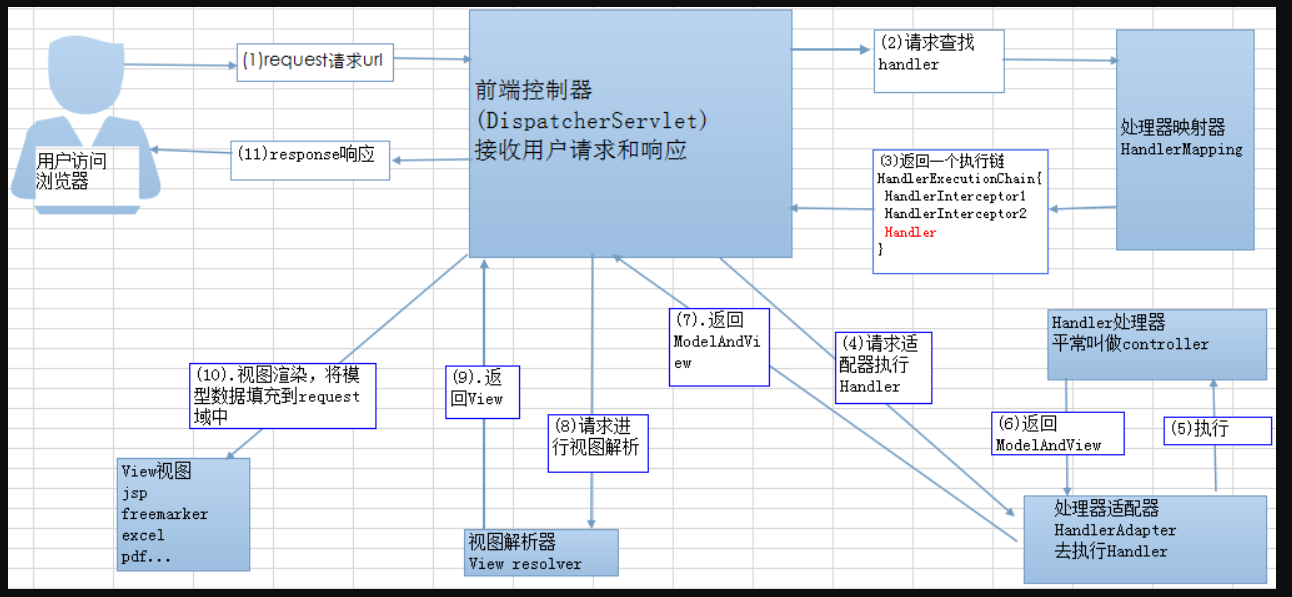 (1)request请求url
(2)请求查找
handler
前端控制器
(DispatcherServlet)
接收用户请求和响应
处理器映射器
HandlerMapping
(11)response响应
用户访问
浏览器
(3)返回一个执行链
HandlerExecutionChain{
HandlerInterceptor1
HandlerInterceptor2
Handler
}
(7).返回
ModelAndVi
ew
(4)请求适
配器执行
Handler
Handler处理器
平常叫做controller
(10).视图渲染，将模
型数据填充到request
域中
(9).返
回View
(8)请求进
行视图解析
(6)返回
ModelAndView
(5)执行
View视图
jsp
freemarker
excel
pdf...
视图解析器
View resolver
处理器适配器
HandlerAdapter
去执行Handler